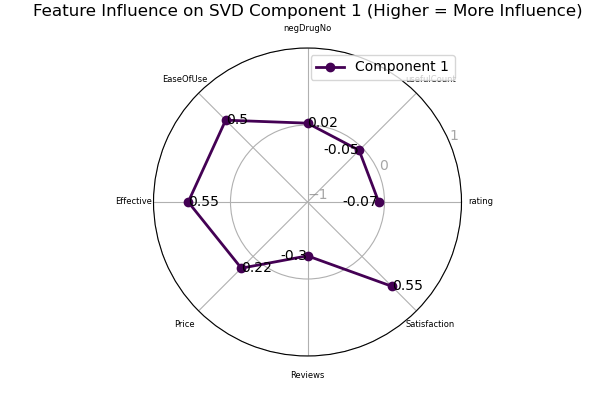 Feature Influence on SVD Component 1 (Higher = More Influence)
negDrugNo
Component 1
EaseOfUse
usefulCount
0.5
0.02
1
-0.05
0
Effective
0.55
−1
-0.07
rating
-0.3
0.22
0.55
Price
Satisfaction
Reviews